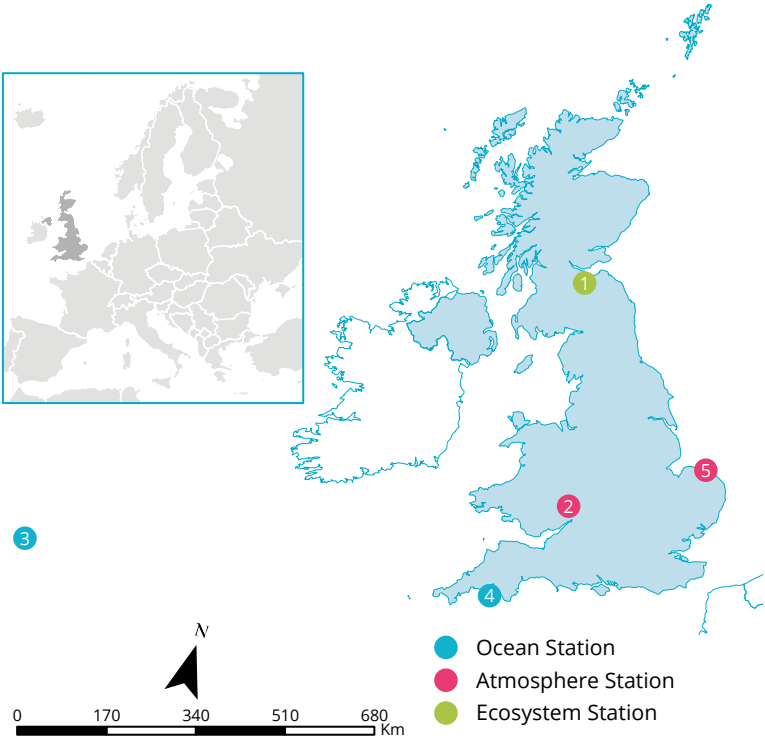 1
5
2
3
4
N
Ocean Station
Atmosphere Station
Ecosystem Station
0 170 340 510 680
Km